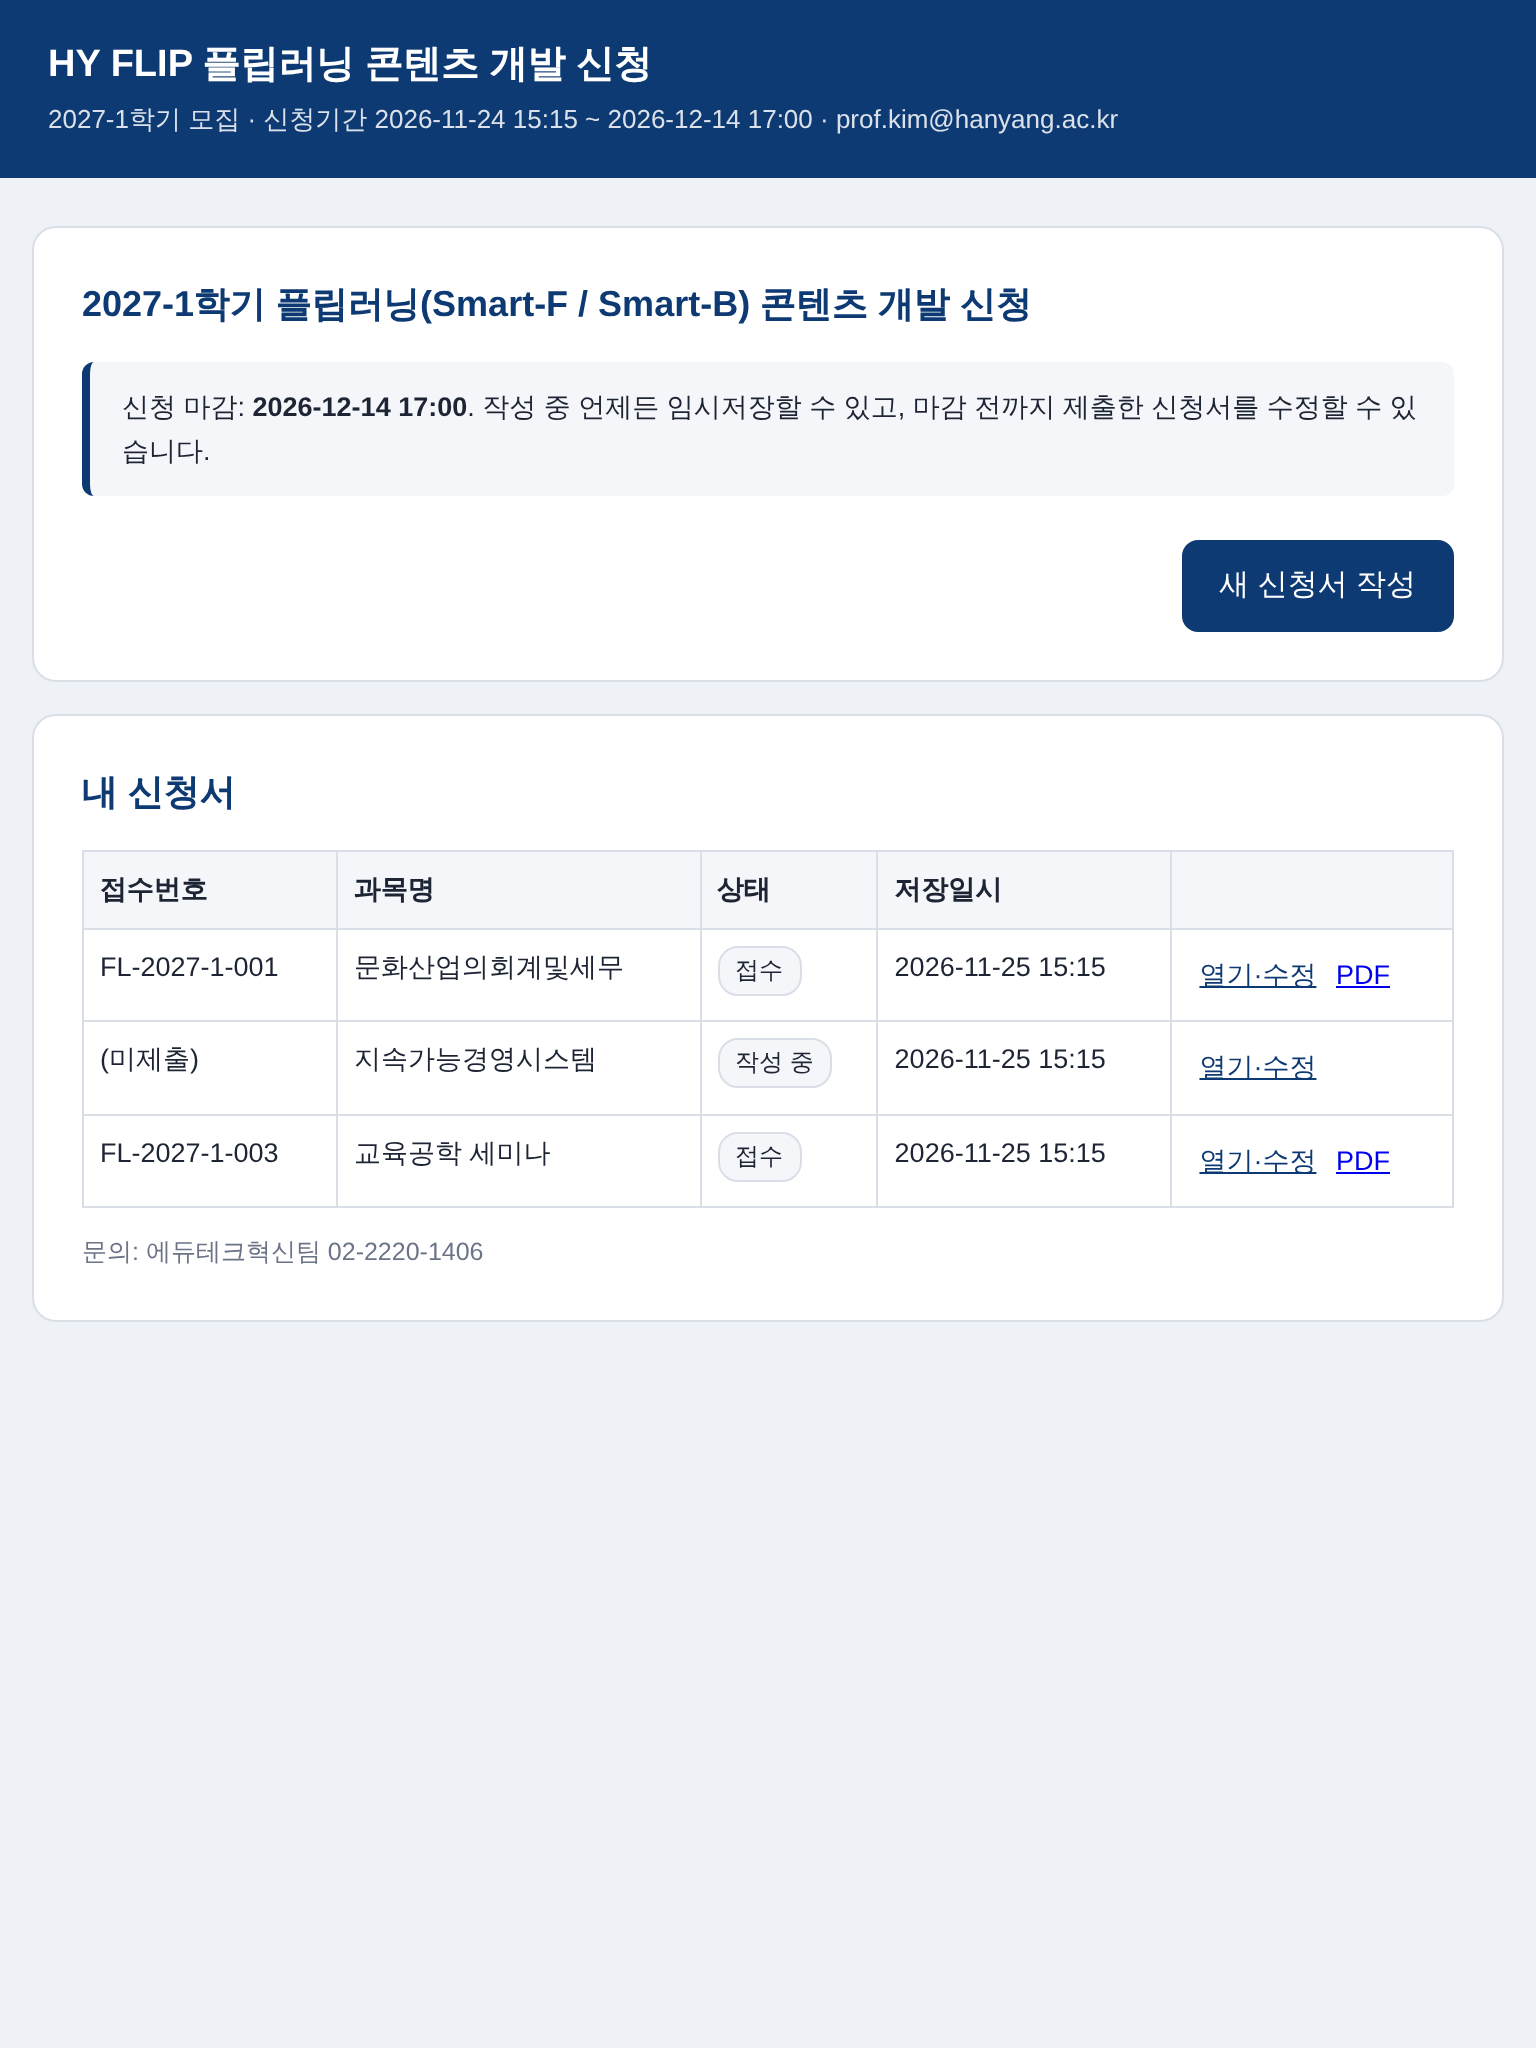 HY FLIP 플립러닝 콘텐츠 개발 신청
2027-1학기 모집 · 신청기간 2026-11-24 15:15 ~ 2026-12-14 17:00 · prof.kim@hanyang.ac.kr
2027-1학기 플립러닝(Smart-F / Smart-B) 콘텐츠 개발 신청
신청 마감: 2026-12-14 17:00. 작성 중 언제든 임시저장할 수 있고, 마감 전까지 제출한 신청서를 수정할 수 있
습니다.
새 신청서 작성
내 신청서
접수번호 과목명 상태 저장일시
FL-2027-1-001 문화산업의회계및세무 접수 2026-11-25 15:15 열기·수정 PDF
(미제출) 지속가능경영시스템 작성 중 2026-11-25 15:15 열기·수정
FL-2027-1-003 교육공학 세미나 접수 2026-11-25 15:15 열기·수정 PDF
문의: 에듀테크혁신팀 02-2220-1406